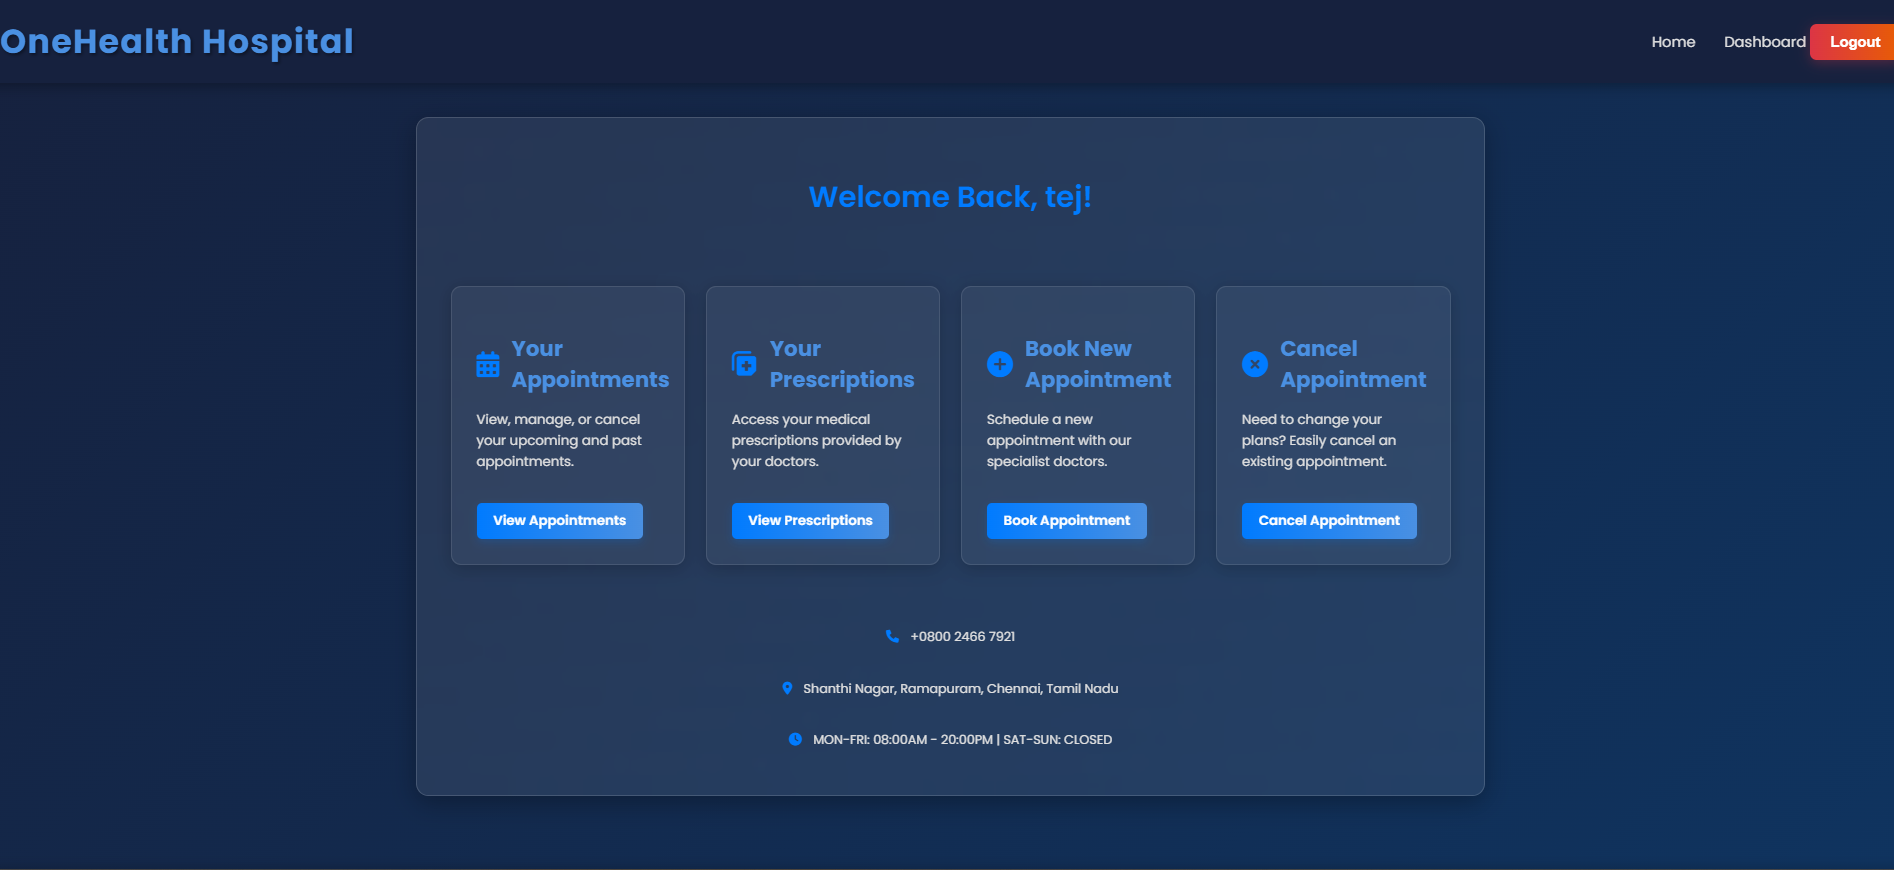 OneHealth Hospital
Home Dashboard Logout
Welcome Back, tej!
Your
Appointments
View, manage, or cancel
your upcoming and past
appointments.
View Appointments
Your
Prescriptions
Access your medical
prescriptions provided by
your doctors.
View Prescriptions
Book New
Appointment
Schedule a new
appointment with our
specialist doctors.
Book Appointment
Cancel
Appointment
Need to change your
plans? Easily cancel an
existing appointment.
Cancel Appointment
+0800 2466 7921
Shanthi Nagar, Ramapuram, Chennai, Tamil Nadu
MON-FRI: 08:00AM - 20:00PM | SAT-SUN: CLOSED